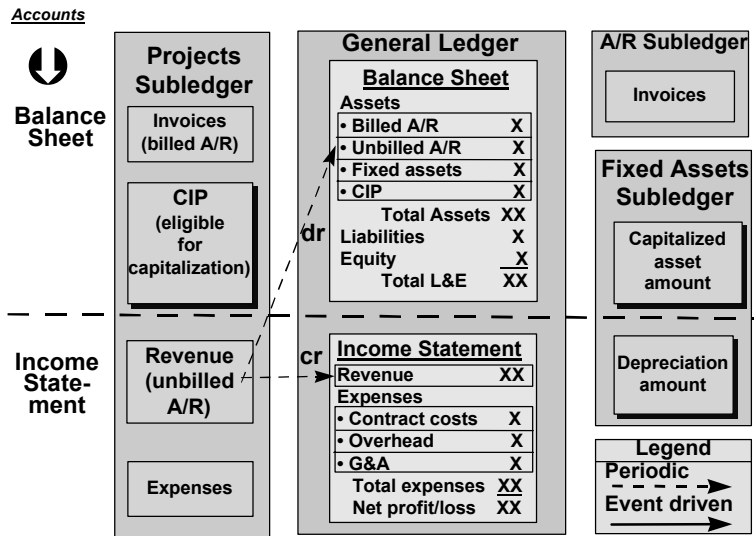 Accounts
Balance
Sheet
Income
State-
ment
Projects
Subledger
Invoices
(billed A/R)
CIP
(eligible
for
capitalization)
Revenue
(unbilled
A/R)
Expenses
dr
cr
General Ledger
Balance Sheet
Assets
• Billed A/R X
• Unbilled A/R X
• Fixed assets X
• CIP X
Total Assets XX
Liabilities X
Equity X
Total L&E XX
Income Statement
Revenue XX
Expenses
• Contract costs X
• Overhead X
• G&A X
Total expenses XX
Net profit/loss XX
A/R Subledger
Invoices
Fixed Assets
Subledger
Capitalized
asset
amount
Depreciation
amount
Legend
Periodic
Event driven